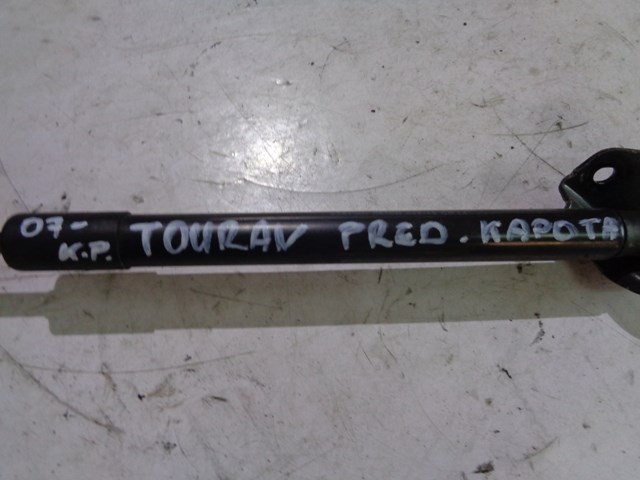 07-
K.P.
TOURAN PRED. KAPOTA